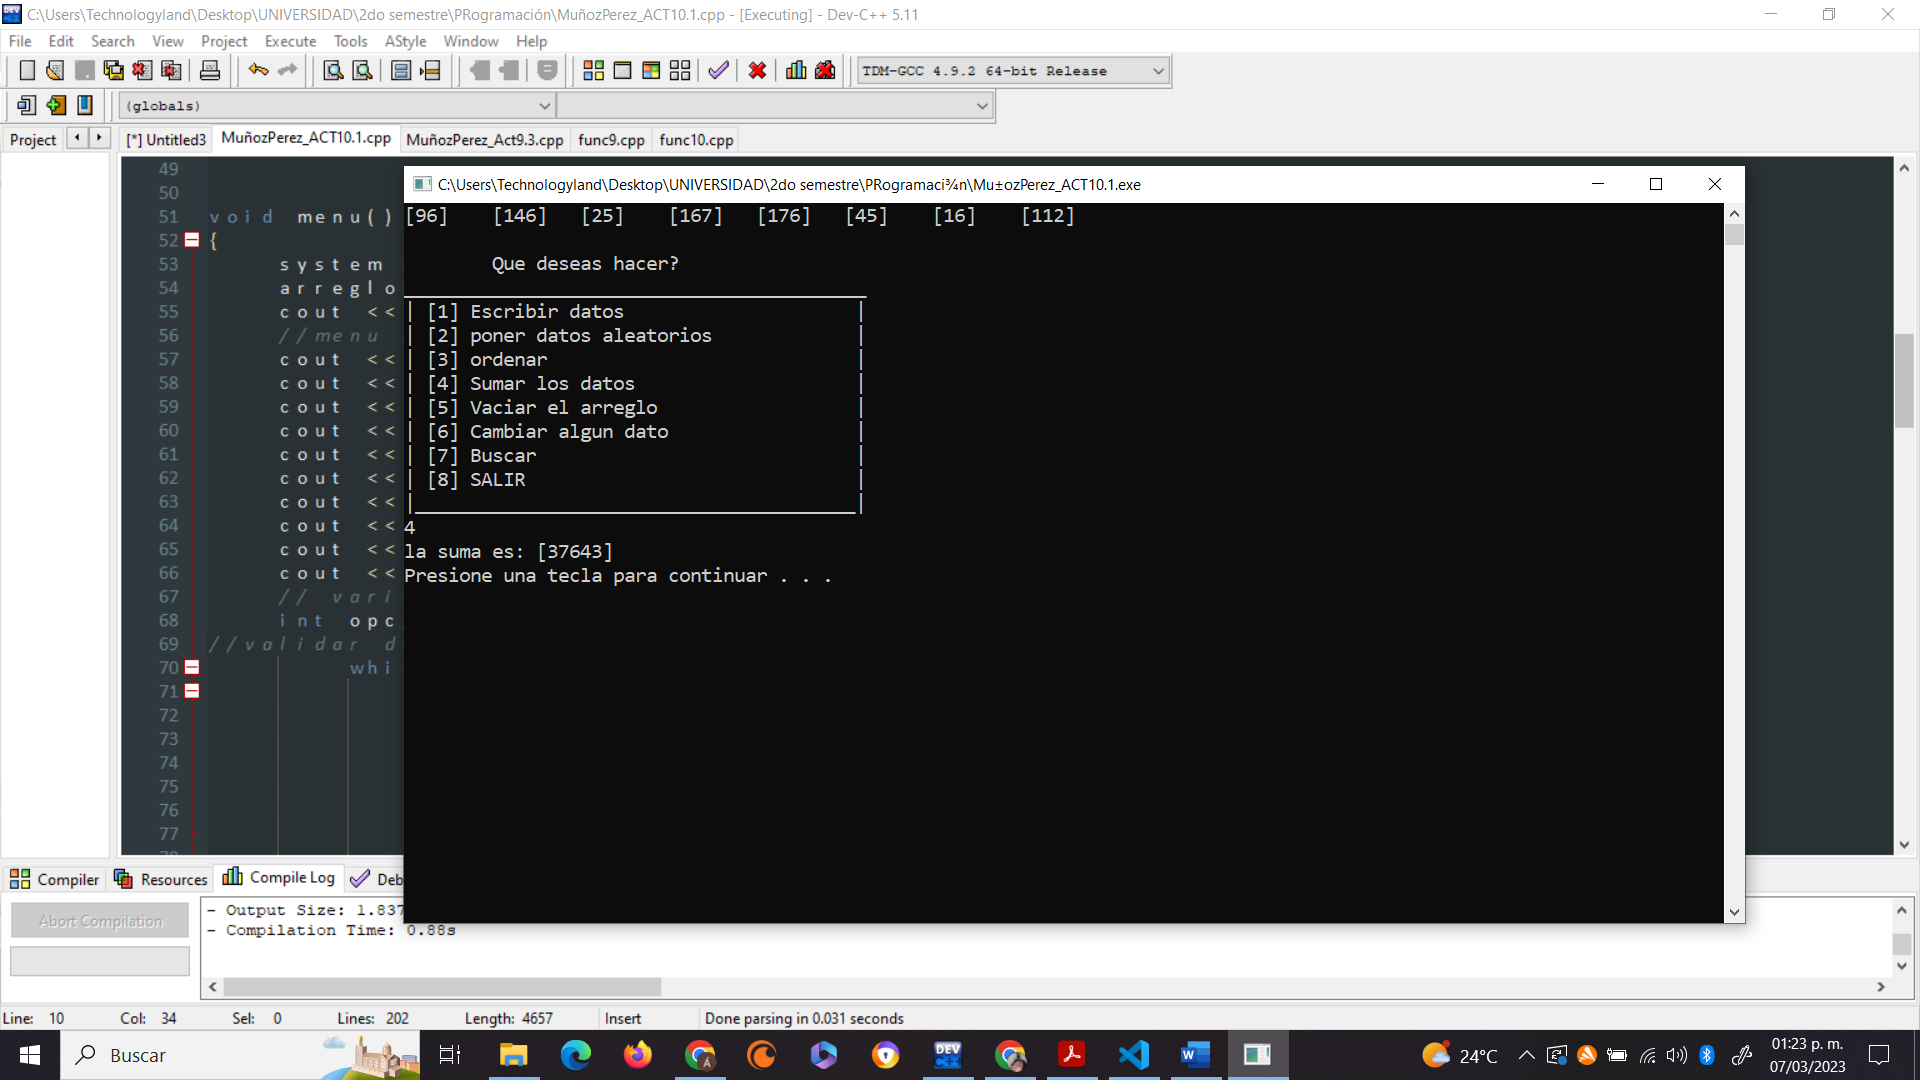 C:\Users\Technologyland\Desktop\UNIVERSIDAD\2do semestre\PRogramación\MuñozPerez_ACT10.1.cpp - [Executing] - Dev-C++ 5.11
File Edit Search View Project Execute Tools AStyle Window Help
TDM-GCC 4.9.2 64-bit Release
(globals)
Project [*] Untitled3 MuñozPerez_ACT10.1.cpp MuñozPerez_Act9.3.cpp func9.cpp func10.cpp
C:\Users\Technologyland\Desktop\UNIVERSIDAD\2do semestre\PRogramaci¾n\Mu±ozPerez_ACT10.1.exe
[96] [146] [25] [167] [176] [45] [16] [112]
Que deseas hacer?
| [1] Escribir datos |
| [2] poner datos aleatorios |
| [3] ordenar |
| [4] Sumar los datos |
| [5] Vaciar el arreglo |
| [6] Cambiar algun dato |
| [7] Buscar |
| [8] SALIR |
4
la suma es: [37643]
Presione una tecla para continuar . . .
49
50
51 void menu()
52 {
53 system
54 arreglo
55 cout <<
56 //menu
57 cout <<
58 cout <<
59 cout <<
60 cout <<
61 cout <<
62 cout <<
63 cout <<
64 cout <<
65 cout <<
66 cout <<
67 // vari
68 int opc
69 //validar d
70 whi
71
72
73
74
75
76
77
Compiler Resources Compile Log Deb
Abort Compilation
- Output Size: 1.837
- Compilation Time: 0.88s
Line: 10 Col: 34 Sel: 0 Lines: 202 Length: 4657 Insert Done parsing in 0.031 seconds
Buscar
24°C
01:23 p. m.
07/03/2023